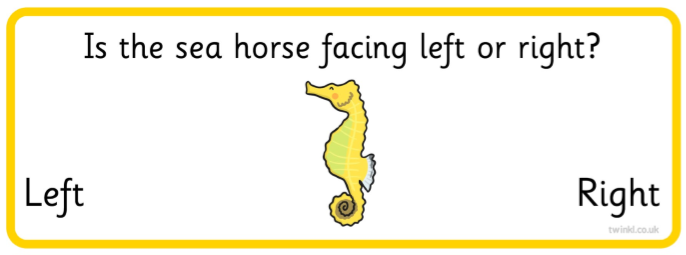 Is the sea horse facing left or right?
Left
Right
twinkl.co.uk